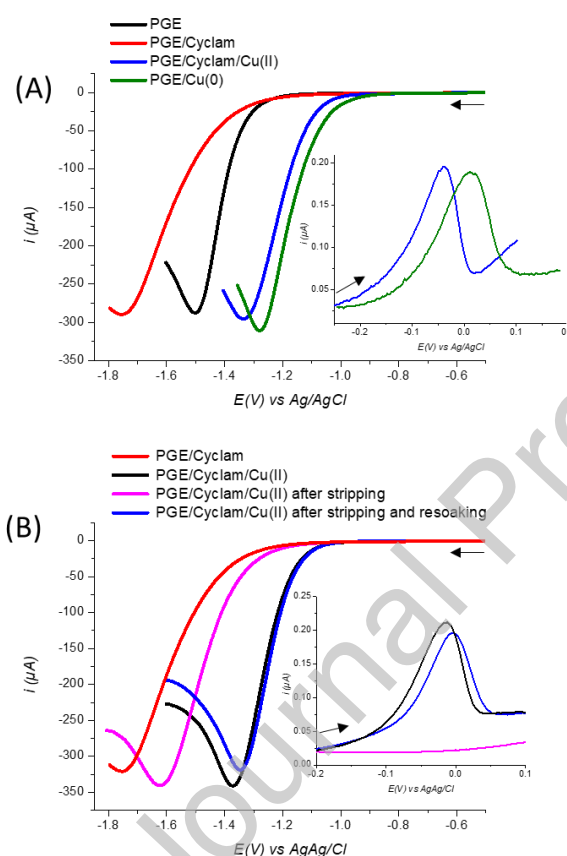 (A)
PGE
PGE/Cyclam
PGE/Cyclam/Cu(II)
PGE/Cu(0)
0
-50
-100
-150
-200
-250
-300
-350
i (µA)
-1.8 -1.6 -1.4 -1.2 -1.0 -0.8 -0.6
E(V) vs Ag/AgCl
0.20
0.15
0.10
0.05
i (µA)
-0.2 -0.1 0.0 0.1 0.2
E(V) vs Ag/AgCl
(B)
PGE/Cyclam
PGE/Cyclam/Cu(II)
PGE/Cyclam/Cu(II) after stripping
PGE/Cyclam/Cu(II) after stripping and resoaking
0
-50
-100
-150
-200
-250
-300
-350
i (µA)
-1.8 -1.6 -1.4 -1.2 -1.0 -0.8 -0.6
E(V) vs AgAg/Cl
0.25
0.20
0.15
0.10
0.05
0.00
i (µA)
-0.2 -0.1 0.0 0.1
E(V) vs AgAg/Cl
Journal Pre